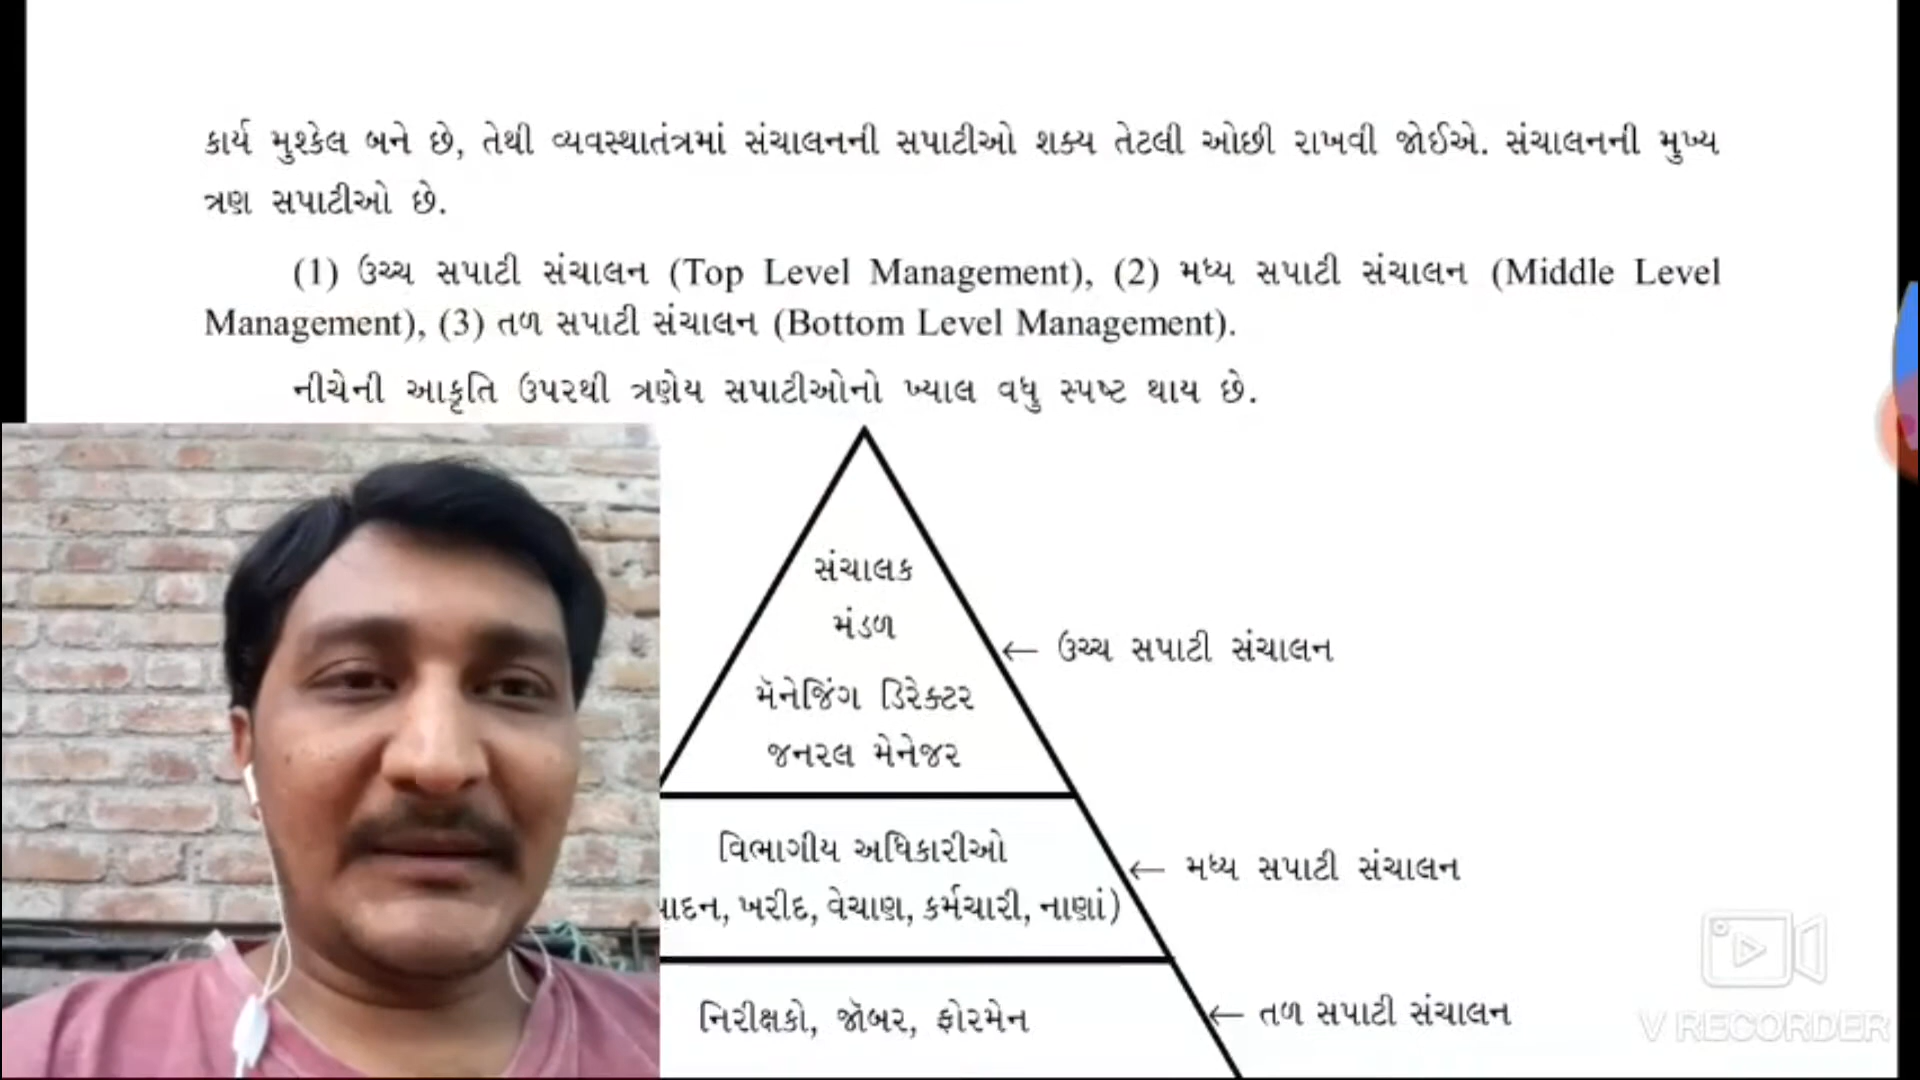 કાર્ય મુશ્કેલ બને છે, તેથી વ્યવસ્થાતંત્રમાં સંચાલનની સપાટીઓ શક્ય તેટલી ઓછી રાખવી જોઈએ. સંચાલનની મુખ્ય
ત્રણ સપાટીઓ છે.
(1) ઉચ્ચ સપાટી સંચાલન (Top Level Management), (2) મધ્ય સપાટી સંચાલન (Middle Level
Management), (3) તળ સપાટી સંચાલન (Bottom Level Management).
નીચેની આકૃતિ ઉપરથી ત્રણેય સપાટીઓનો ખ્યાલ વધુ સ્પષ્ટ થાય છે.
સંચાલક
મંડળ
← ઉચ્ચ સપાટી સંચાલન
મૅનેજિંગ ડિરેક્ટર
જનરલ મેનેજર
વિભાગીય અધિકારીઓ
← મધ્ય સપાટી સંચાલન
ખરીદ, વેચાણ, કર્મચારી, નાણાં)
નિરીક્ષકો, જૉબર, ફોરમેન
← તળ સપાટી સંચાલન
V RECORDER